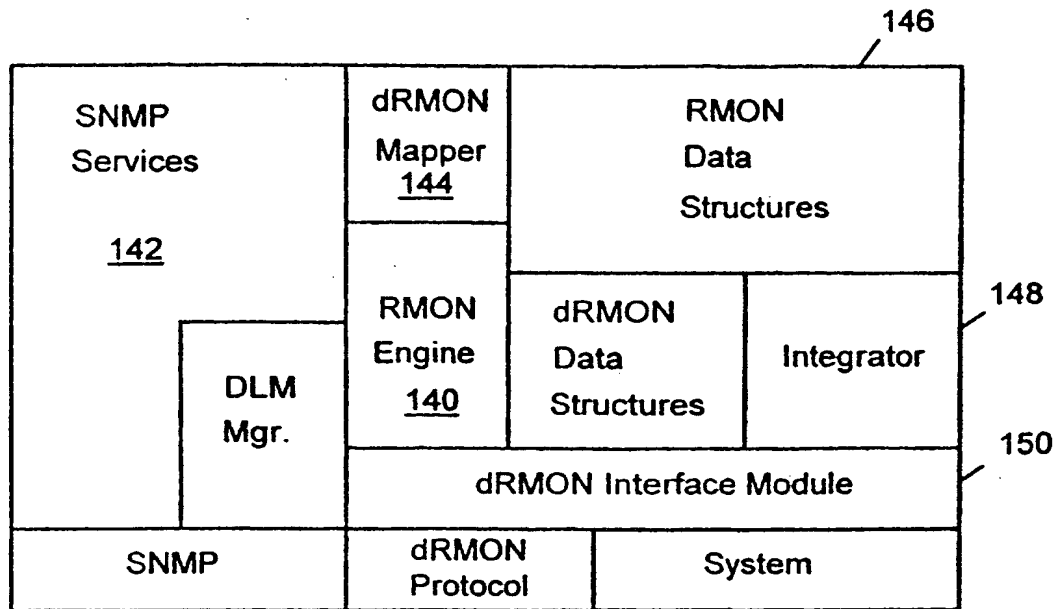 146
SNMP
Services
142
dRMON
Mapper
144
RMON
Data
Structures
148
RMON
Engine
140
dRMON
Data
Structures
Integrator
DLM
Mgr.
150
dRMON Interface Module
SNMP
dRMON
Protocol
System